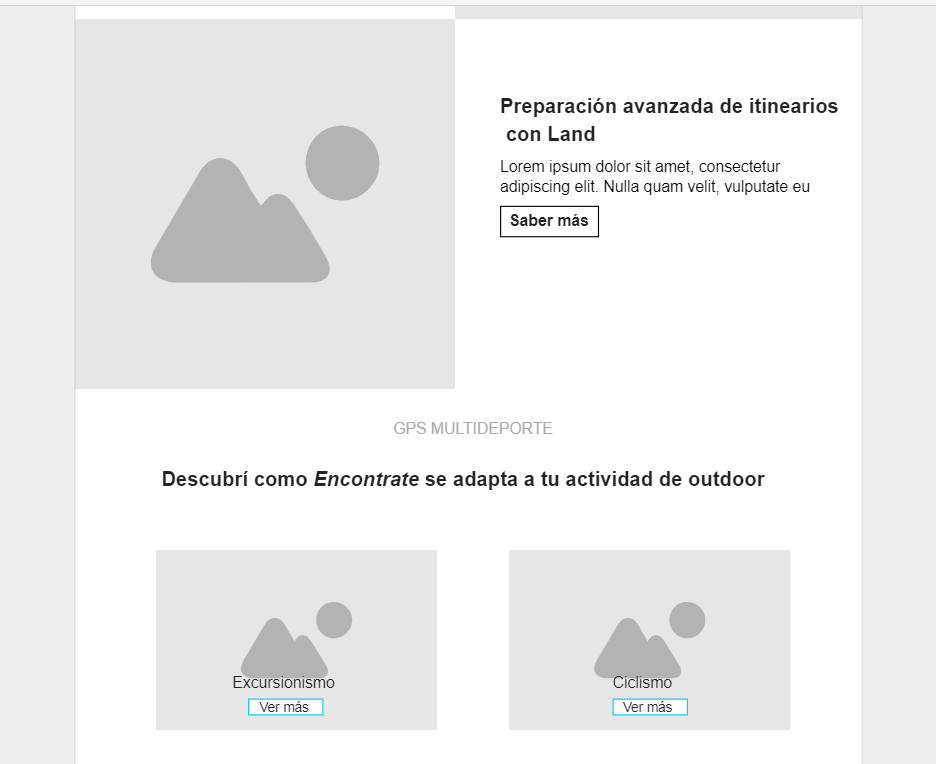 Preparación avanzada de itinearios
con Land
Lorem ipsum dolor sit amet, consectetur
adipiscing elit. Nulla quam velit, vulputate eu
Saber más
GPS MULTIDEPORTE
Descubrí como Encontrate se adapta a tu actividad de outdoor
Excursionismo
Ver más
Ciclismo
Ver más